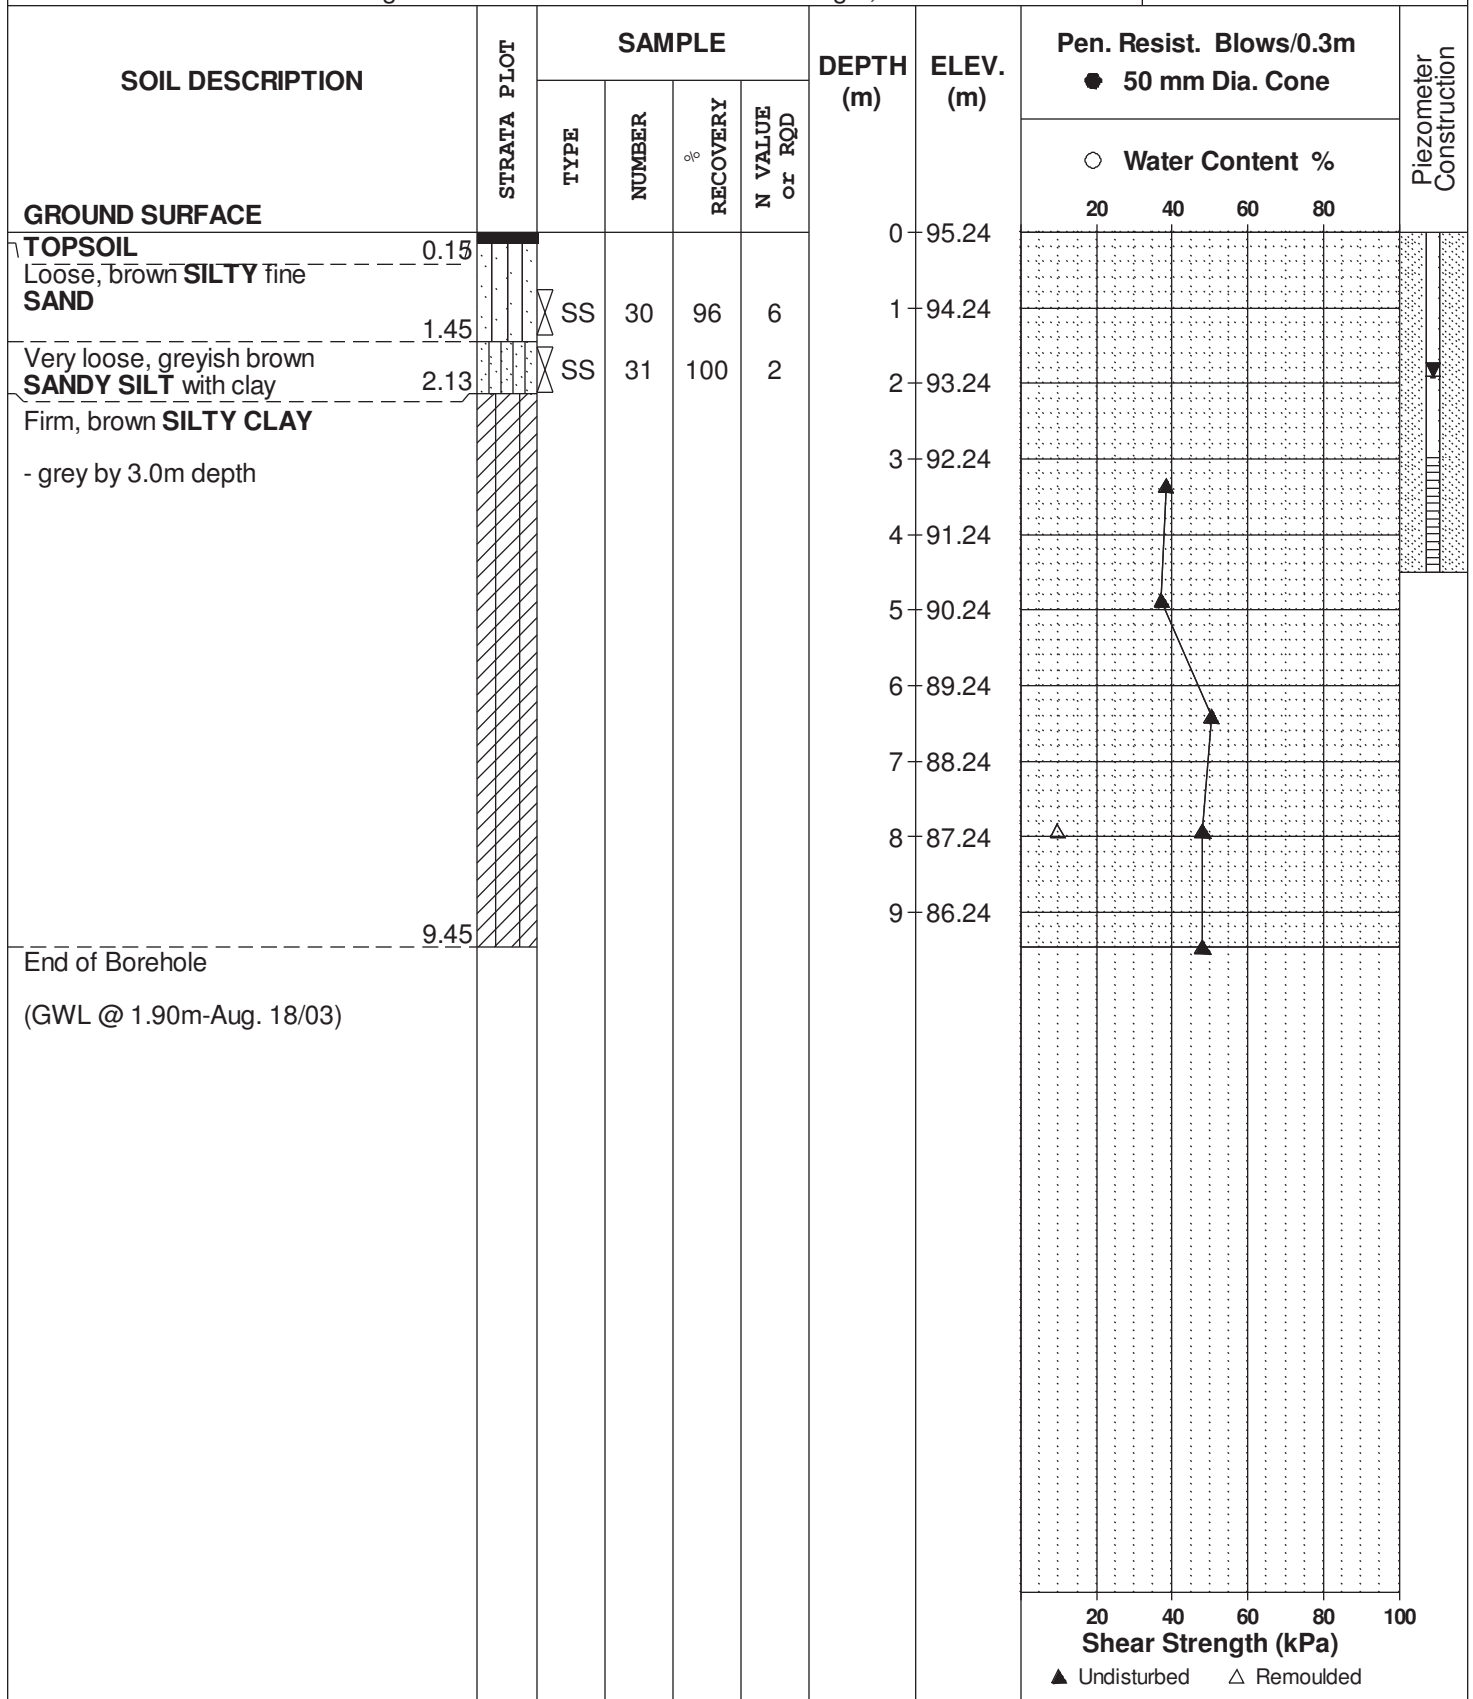 SOIL DESCRIPTION
STRATA PLOT
SAMPLE
TYPE
NUMBER
% RECOVERY
N VALUE or RQD
DEPTH (m)
ELEV. (m)
Pen. Resist. Blows/0.3m
● 50 mm Dia. Cone
○ Water Content %
20 40 60 80
Piezometer Construction
GROUND SURFACE
0 95.24
TOPSOIL 0.15
Loose, brown SILTY fine
SAND
1 94.24
SS 30 96 6
1.45
Very loose, greyish brown
SANDY SILT with clay 2.13
SS 31 100 2
2 93.24
Firm, brown SILTY CLAY
- grey by 3.0m depth
3 92.24
4 91.24
5 90.24
6 89.24
7 88.24
8 87.24
9 86.24
9.45
End of Borehole
(GWL @ 1.90m-Aug. 18/03)
20 40 60 80 100
Shear Strength (kPa)
▲ Undisturbed △ Remoulded